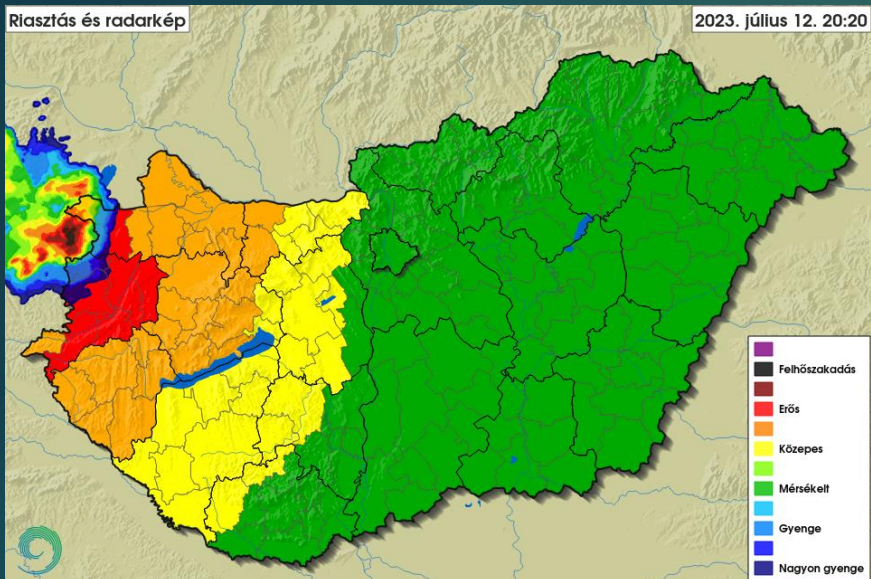 Riasztás és radarkép
2023. július 12. 20:20
Felhőszakadás
Erős
Közepes
Mérsékelt
Gyenge
Nagyon gyenge